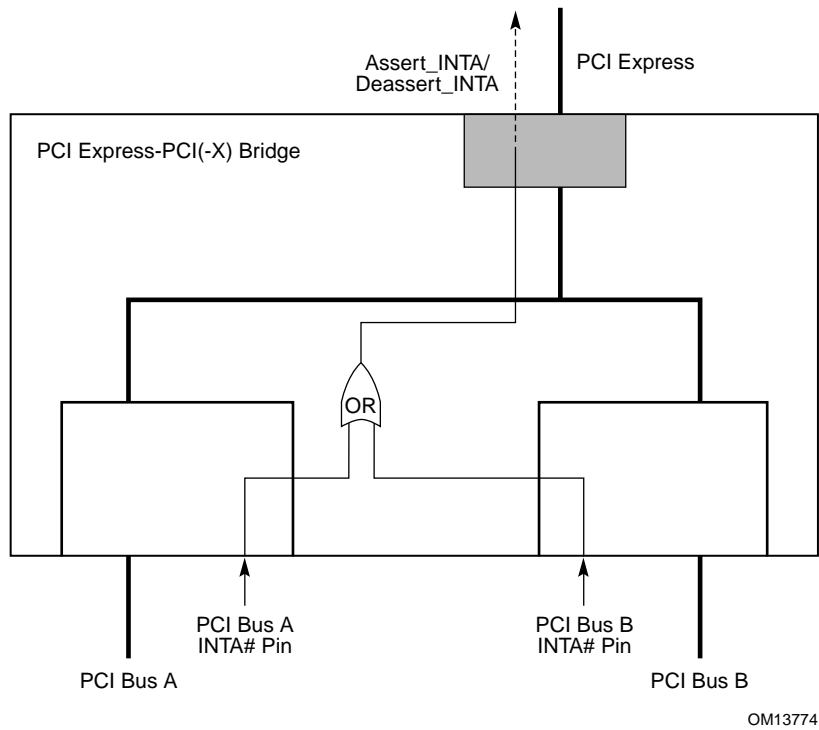 Assert_INTA/
Deassert_INTA
PCI Express
PCI Express-PCI(-X) Bridge
OR
PCI Bus A
INTA# Pin
PCI Bus B
INTA# Pin
PCI Bus A
PCI Bus B
OM13774